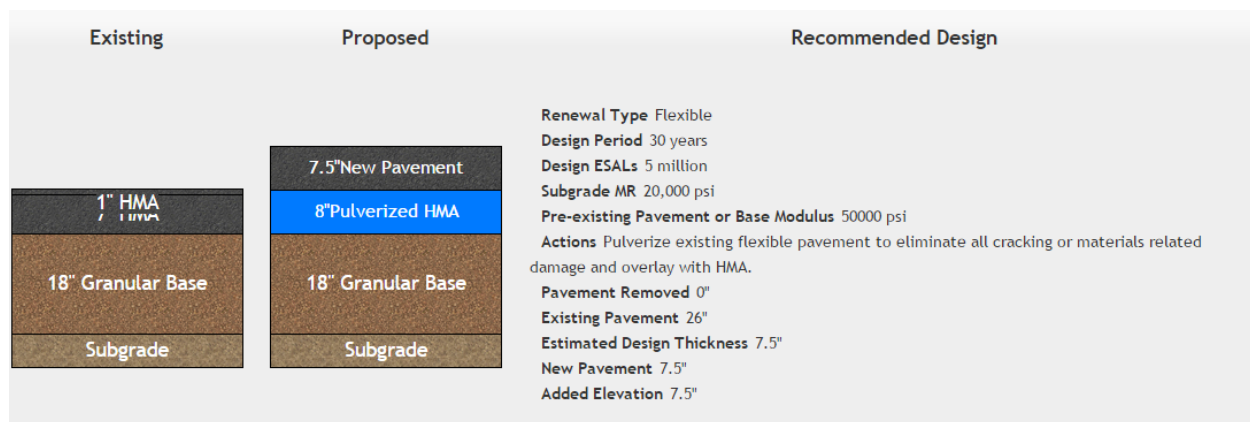 Existing
Proposed
Recommended Design
1" HMA
18" Granular Base
Subgrade
7.5"New Pavement
8"Pulverized HMA
18" Granular Base
Subgrade
Renewal Type Flexible
Design Period 30 years
Design ESALs 5 million
Subgrade MR 20,000 psi
Pre-existing Pavement or Base Modulus 50000 psi
Actions Pulverize existing flexible pavement to eliminate all cracking or materials related
damage and overlay with HMA.
Pavement Removed 0"
Existing Pavement 26"
Estimated Design Thickness 7.5"
New Pavement 7.5"
Added Elevation 7.5"